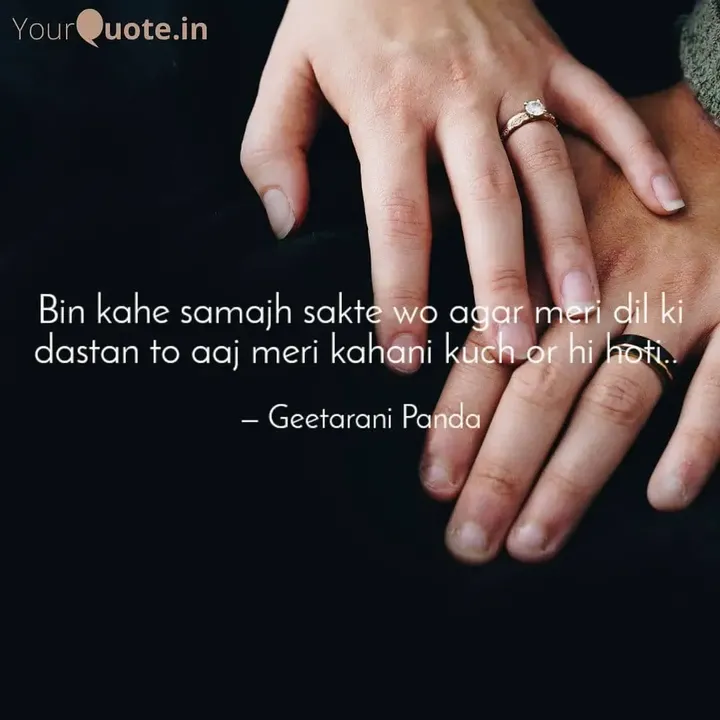 YourQuote.in
Bin kahe samajh sakte wo agar meri dil ki
dastan to aaj meri kahani kuch or hi hoti..
– Geetarani Panda